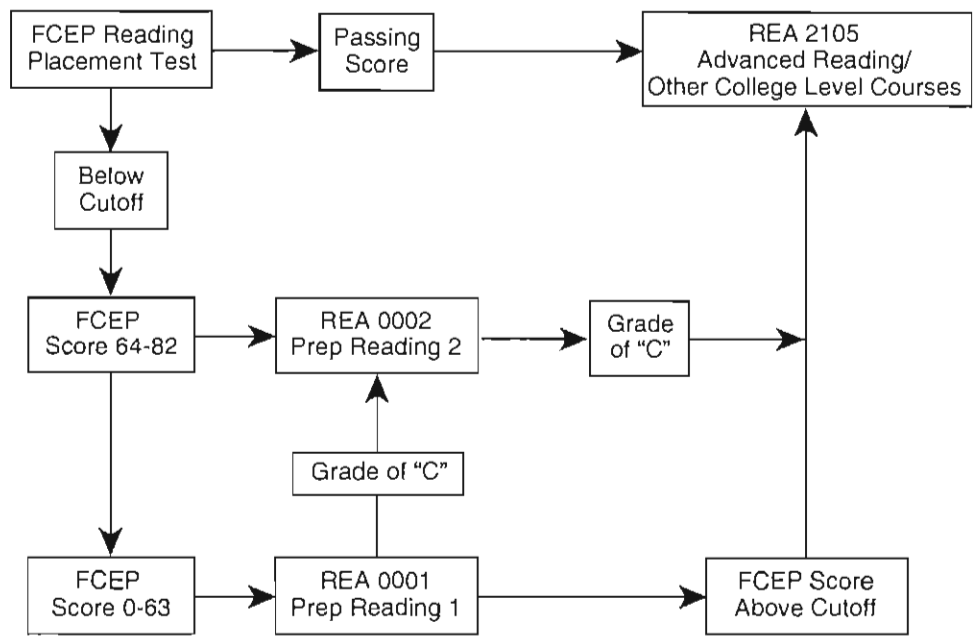 FCEP Reading
Placement Test
Passing
Score
REA 2105
Advanced Reading/
Other College Level Courses
Below
Cutoff
FCEP
Score 64-82
REA 0002
Prep Reading 2
Grade
of “C”
Grade of “C”
FCEP
Score 0-63
REA 0001
Prep Reading 1
FCEP Score
Above Cutoff